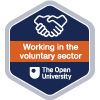 Working in the
voluntary sector
The Open
University